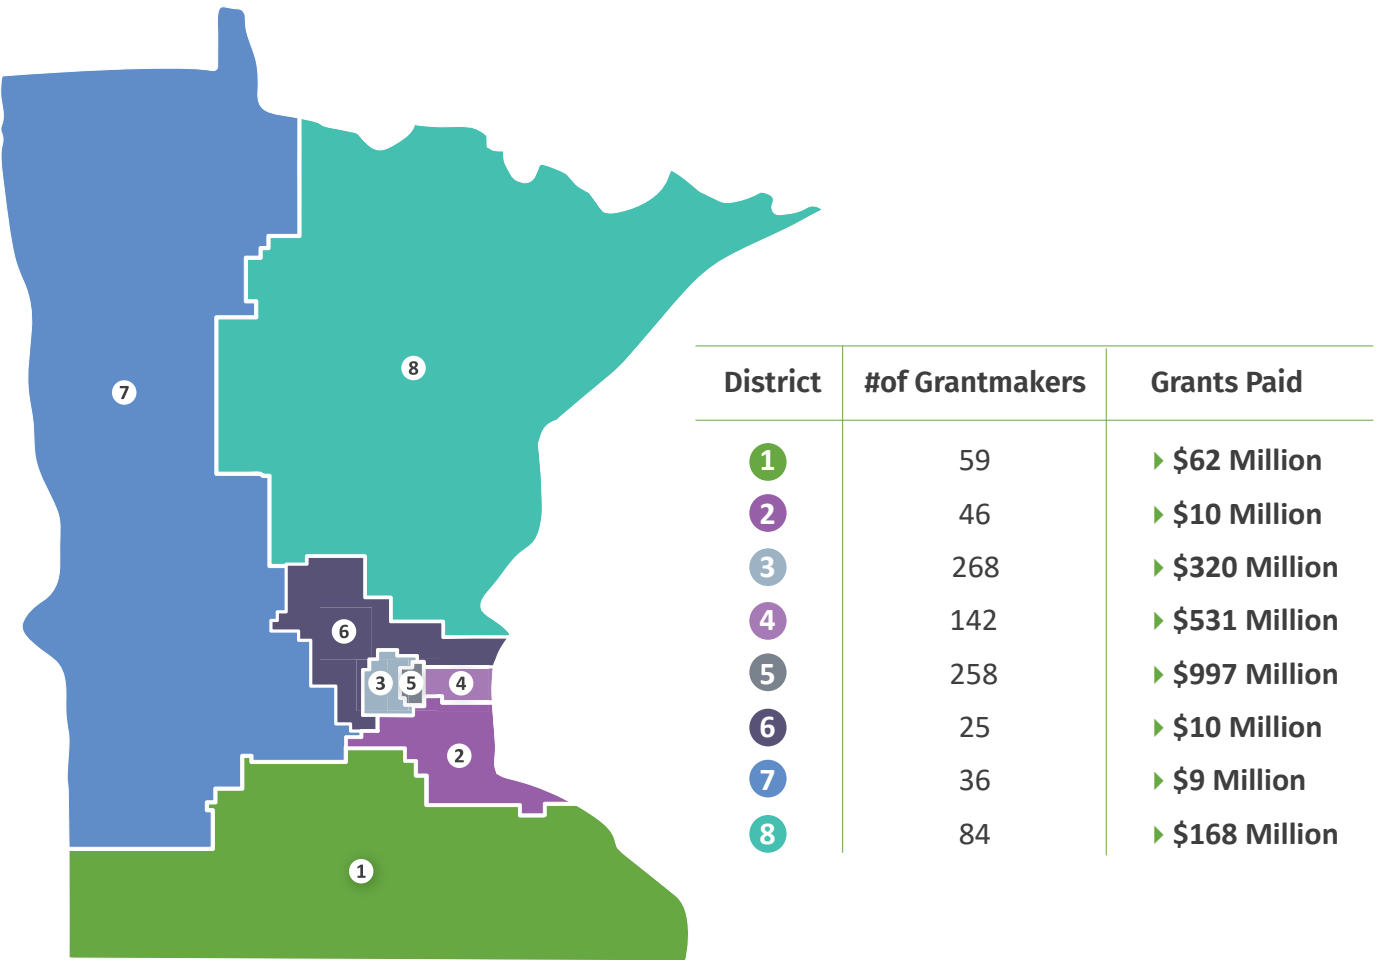 7
8
6
3
5
4
2
1
District #of Grantmakers Grants Paid
1 59 $62 Million
2 46 $10 Million
3 268 $320 Million
4 142 $531 Million
5 258 $997 Million
6 25 $10 Million
7 36 $9 Million
8 84 $168 Million